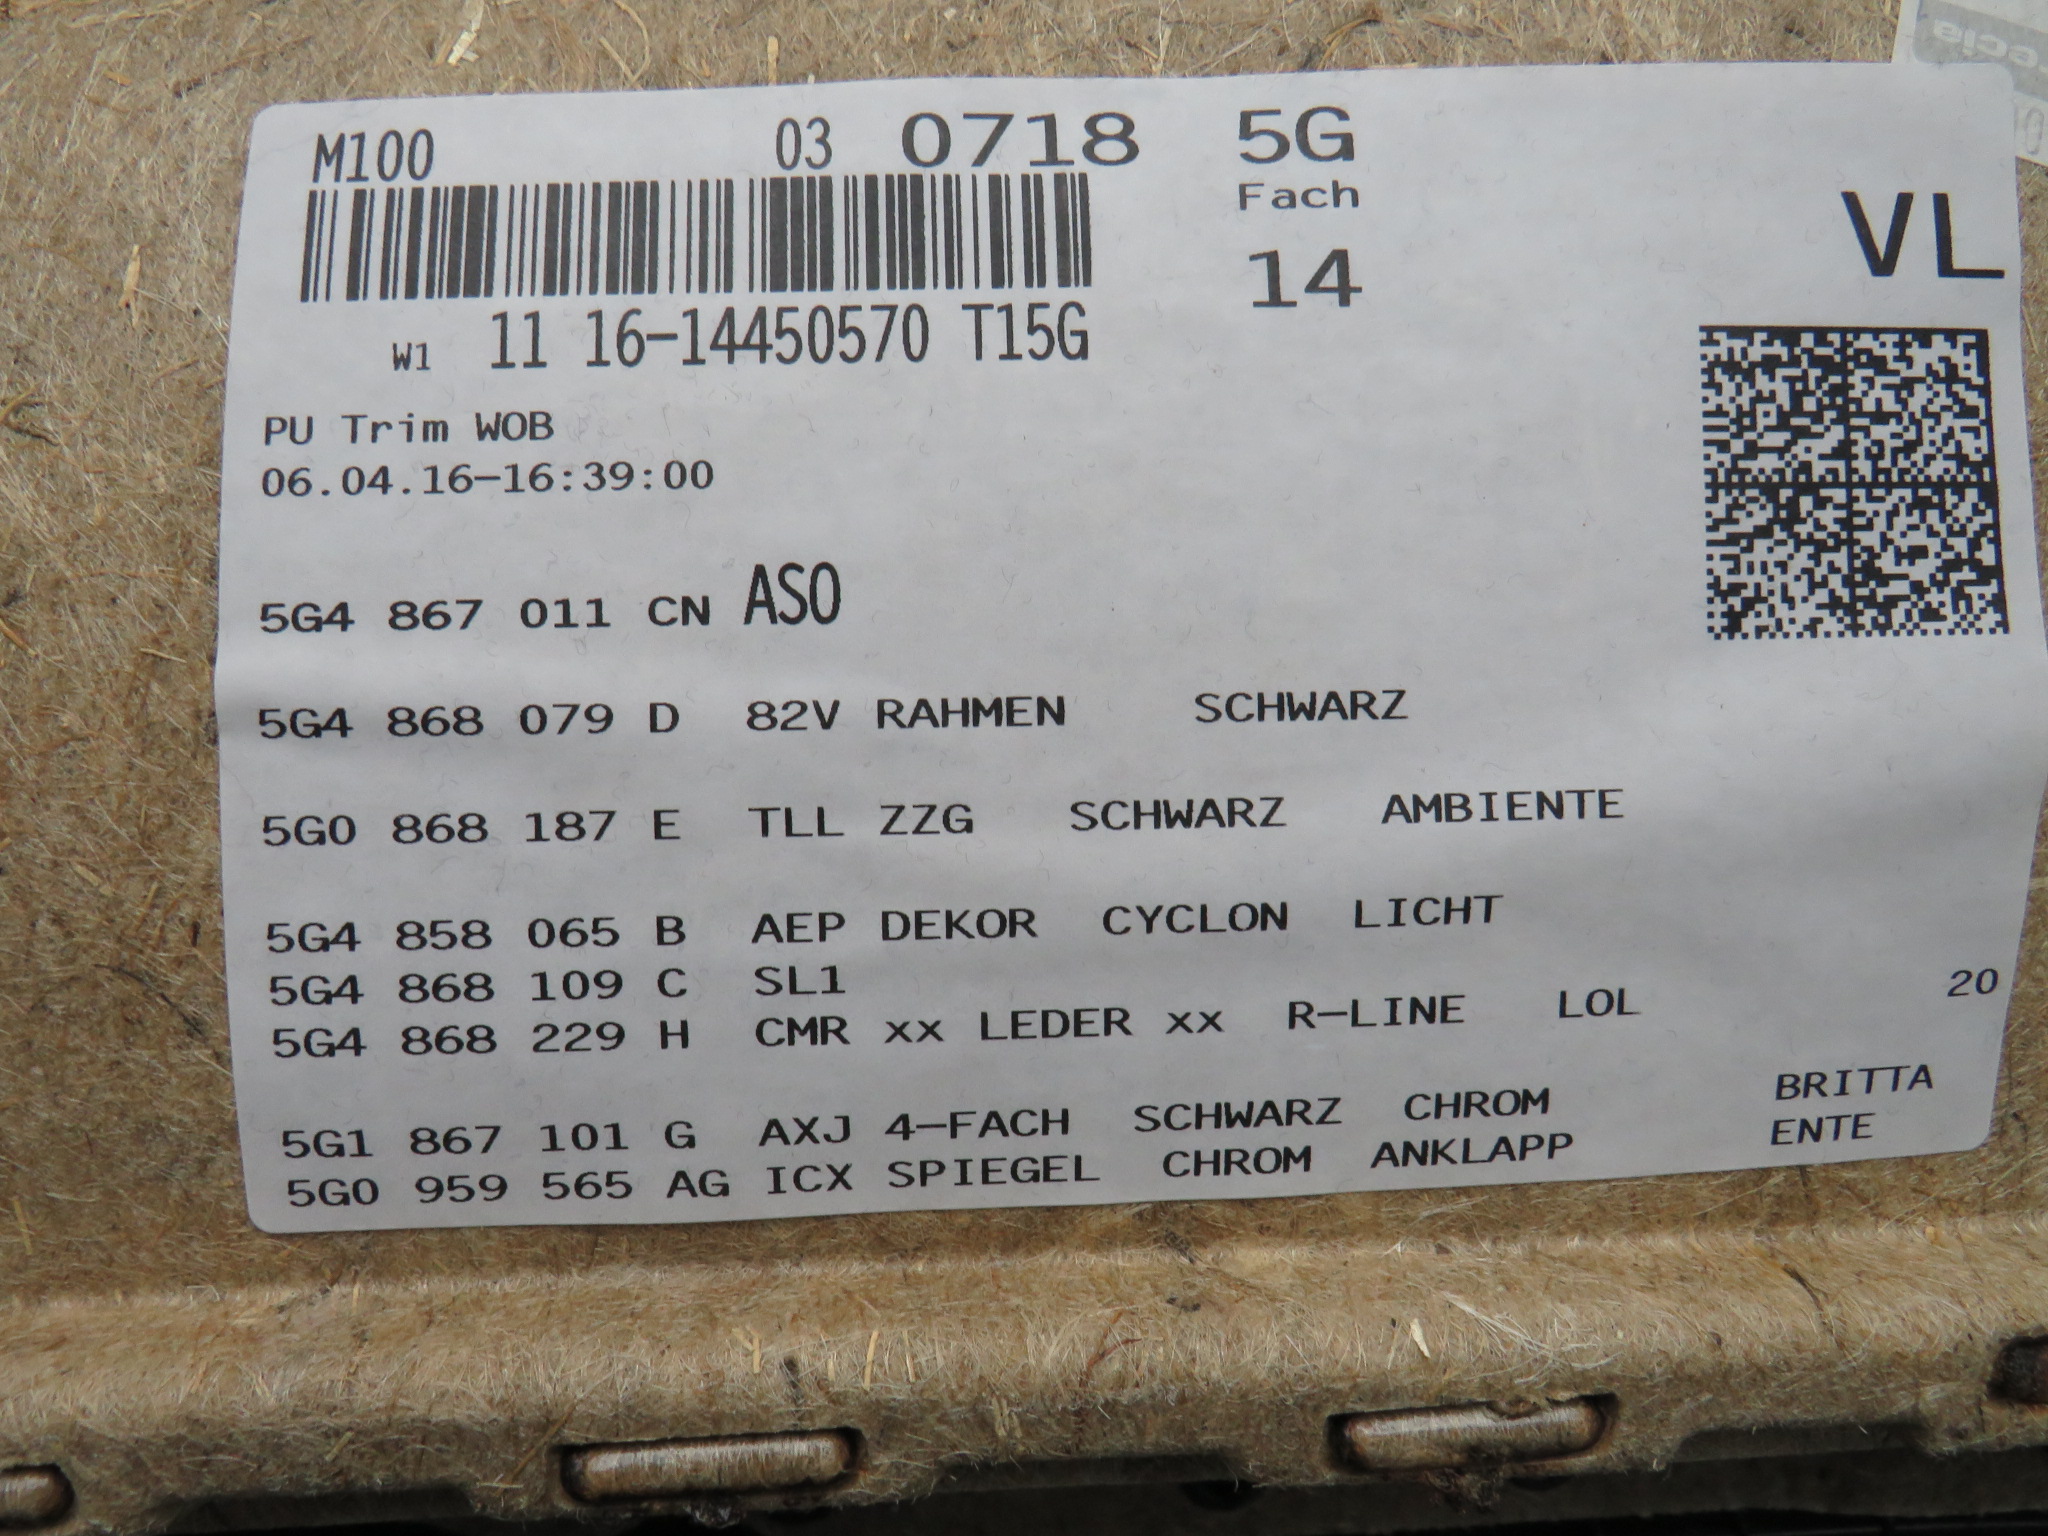 M100 03 0718 5G
Fach
VL
14
W1 11 16-14450570 T15G
PU Trim WOB
06.04.16-16:39:00
5G4 867 011 CN ASO
5G4 868 079 D 82V RAHMEN SCHWARZ
5G0 868 187 E TLL ZZG SCHWARZ AMBIENTE
5G4 858 065 B AEP DEKOR CYCLON LICHT
5G4 868 109 C SL1
20
5G4 868 229 H CMR xx LEDER xx R-LINE LOL
5G1 867 101 G AXJ 4-FACH SCHWARZ CHROM BRITTA
5G0 959 565 AG ICX SPIEGEL CHROM ANKLAPP ENTE